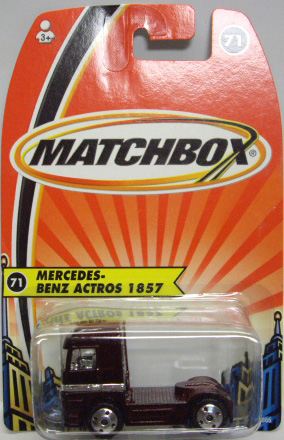 3+
71
MATCHBOX®
71
MERCEDES-
BENZ ACTROS 1857